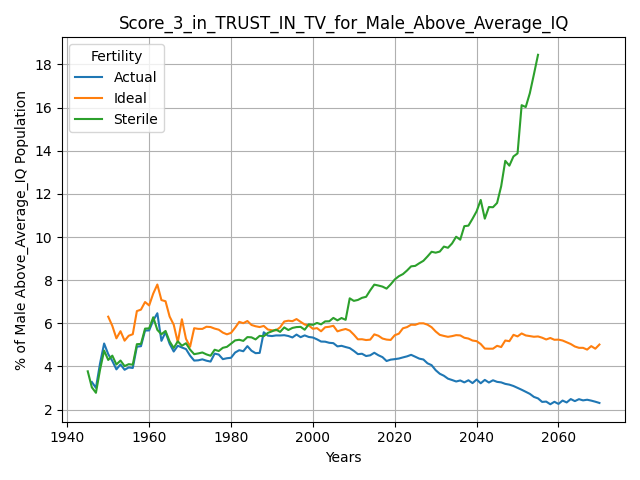 Score_3_in_TRUST_IN_TV_for_Male_Above_Average_IQ
Fertility
Actual
Ideal
Sterile
% of Male Above_Average_IQ Population
18
16
14
12
10
8
6
4
2
1940
1960
1980
2000
2020
2040
2060
Years